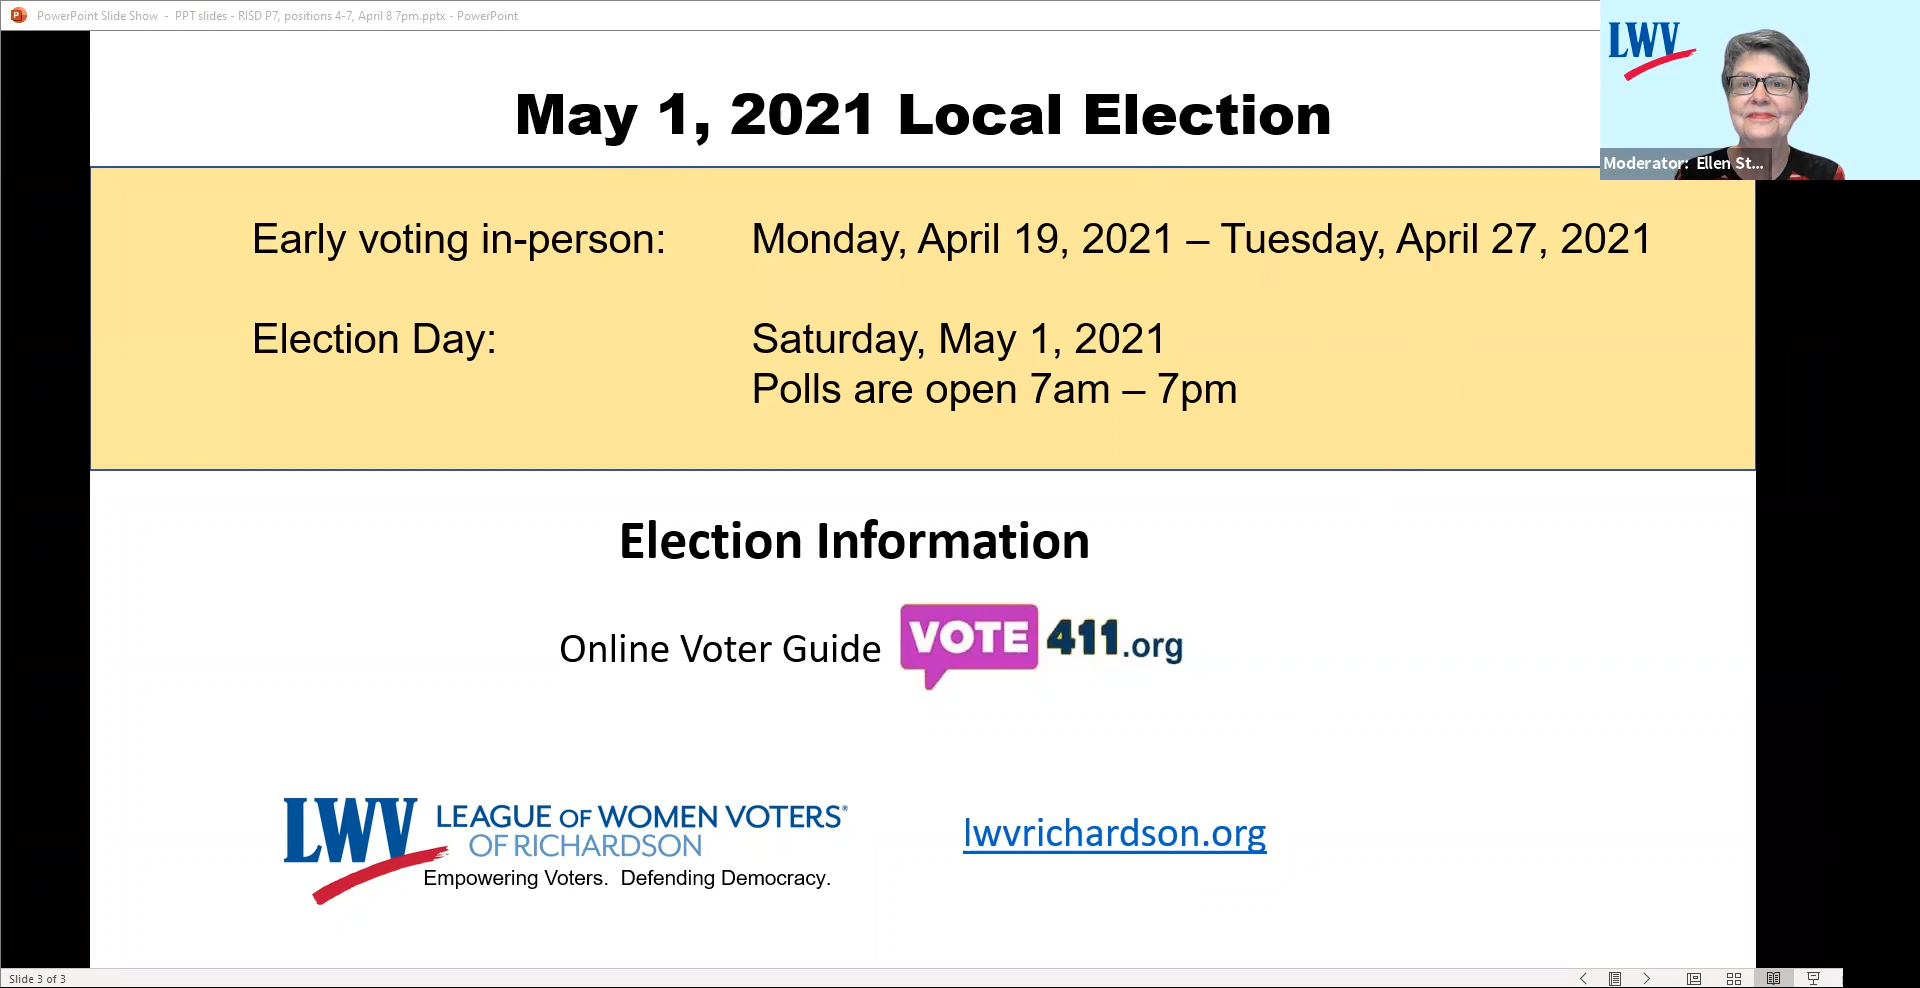 PowerPoint Slide Show - PPT slides - RISD P7, positions 4-7, April 8 7pm.pptx - PowerPoint
LWV
Moderator: Ellen St...
May 1, 2021 Local Election
Early voting in-person: Monday, April 19, 2021 – Tuesday, April 27, 2021
Election Day: Saturday, May 1, 2021
Polls are open 7am – 7pm
Election Information
Online Voter Guide VOTE 411.org
LWV LEAGUE OF WOMEN VOTERS®
OF RICHARDSON
Empowering Voters. Defending Democracy.
lwvrichardson.org
Slide 3 of 3